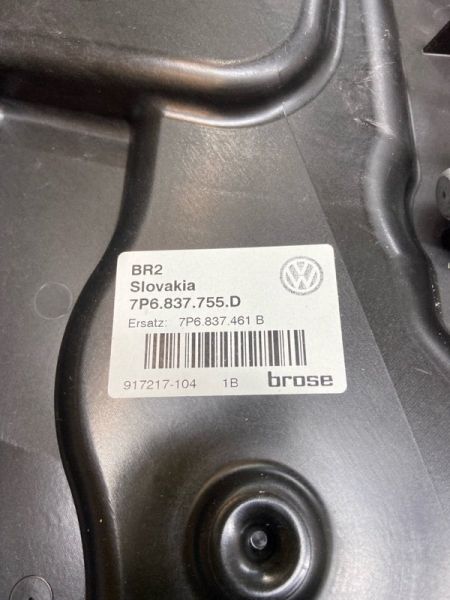 BR2
Slovakia
7P6.837.755.D
Ersatz: 7P6.837.461 B
917217-104 1B brose